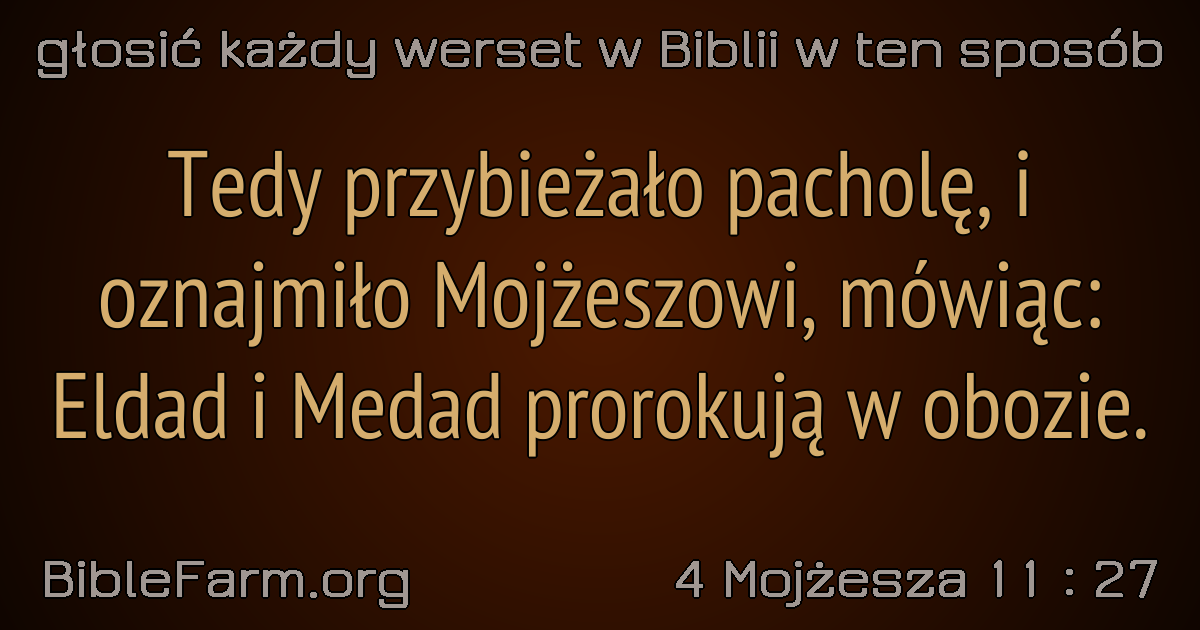 głosić każdy werset w Biblii w ten sposób
Tedy przybieżało pacholę, i
oznajmiło Mojżeszowi, mówiąc:
Eldad i Medad prorokują w obozie.
BibleFarm.org
4 Mojżesza 11 : 27